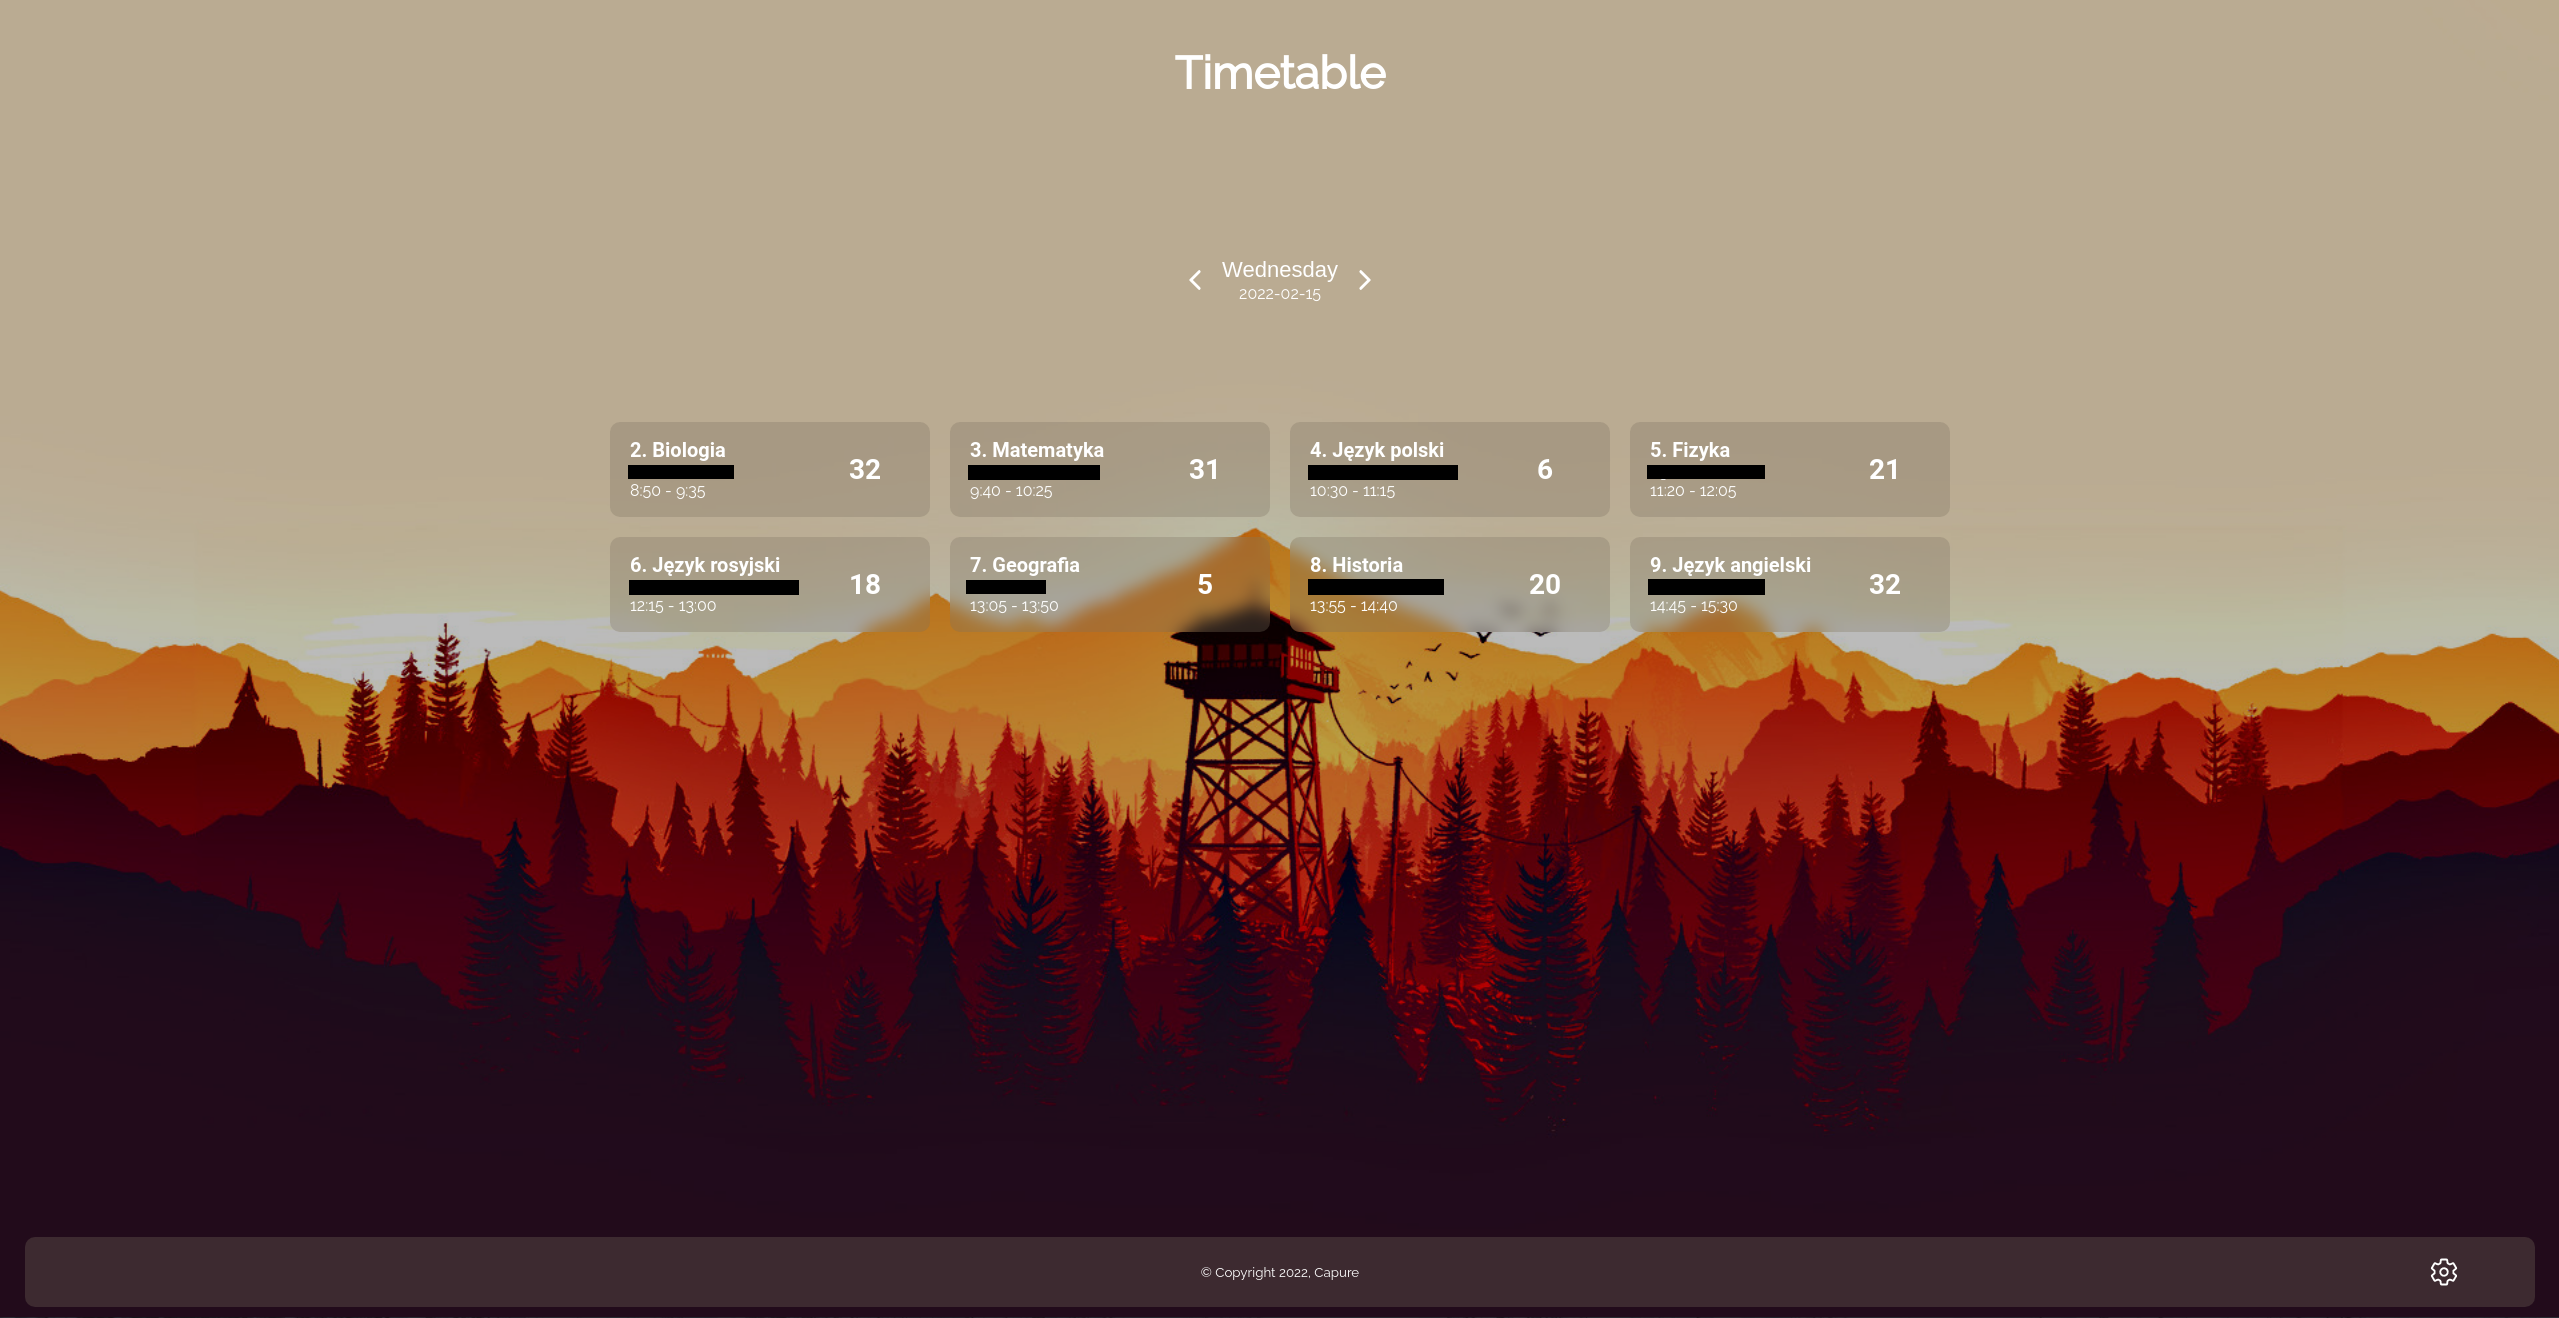 Timetable
Wednesday
2022-02-15
2. Biologia
32
8:50 - 9:35
3. Matematyka
31
9:40 - 10:25
4. Język polski
6
10:30 - 11:15
5. Fizyka
21
11:20 - 12:05
6. Język rosyjski
18
12:15 - 13:00
7. Geografia
5
13:05 - 13:50
8. Historia
20
13:55 - 14:40
9. Język angielski
32
14:45 - 15:30
© Copyright 2022, Capure